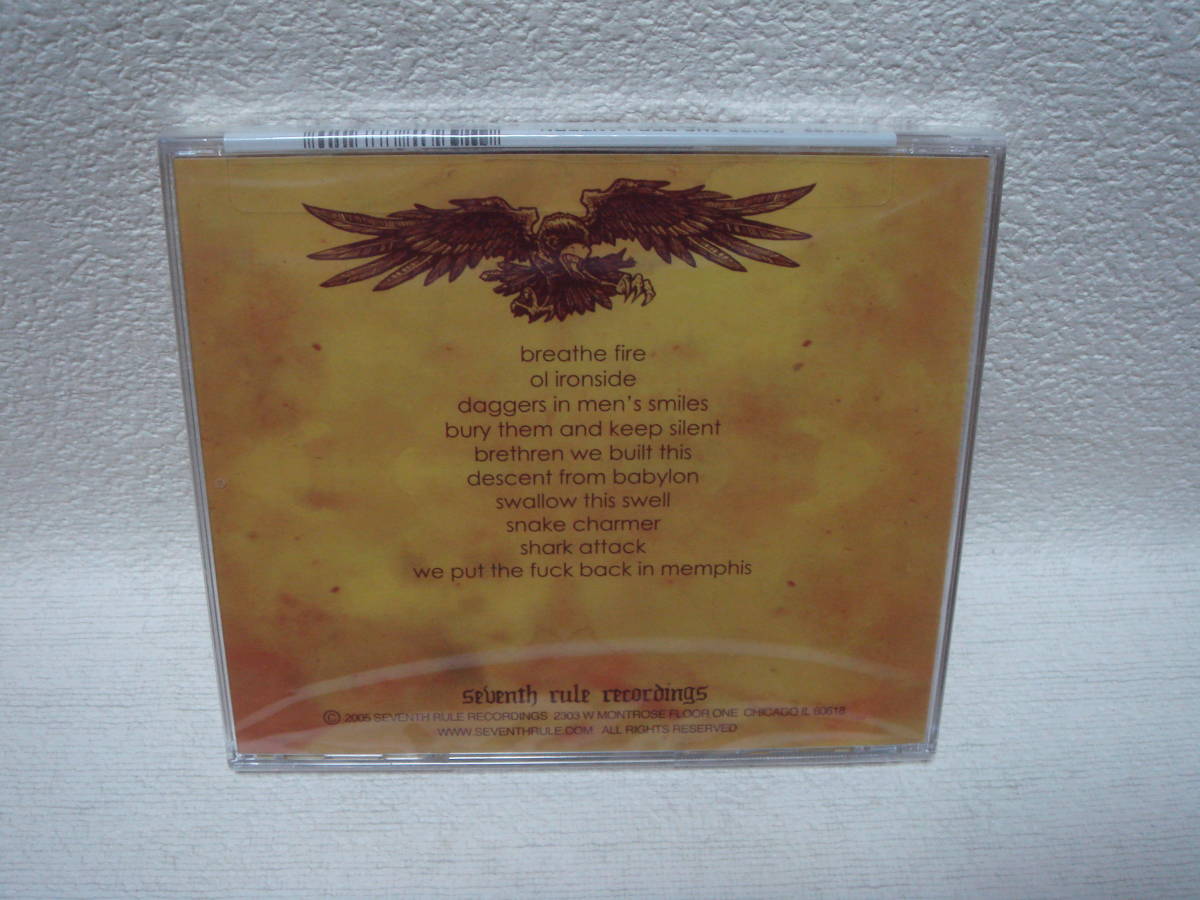 breathe fire
ol ironside
daggers in men's smiles
bury them and keep silent
brethren we built this
descent from babylon
swallow this swell
snake charmer
shark attack
we put the fuck back in memphis
seventh rule recordings
© 2005 SEVENTH RULE RECORDINGS 2303 W MONTROSE FLOOR ONE CHICAGO IL 60618
WWW.SEVENTHRULE.COM ALL RIGHTS RESERVED